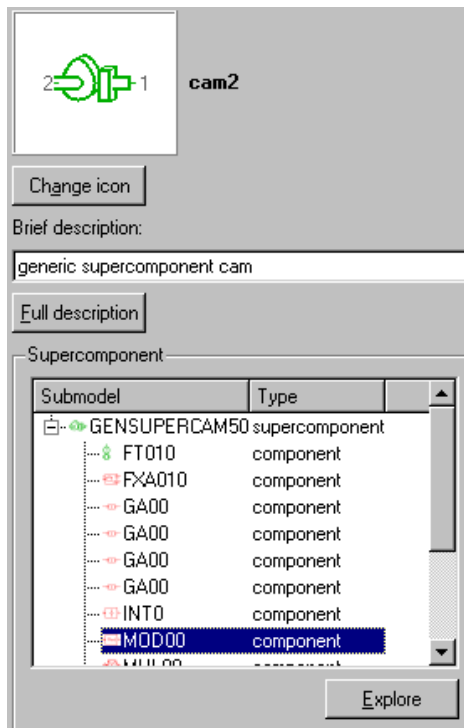 2 1 cam2
Change icon
Brief description:
generic supercomponent cam
Full description
Supercomponent
Submodel Type
GENSUPERCAM50 supercomponent
FT010 component
FXA010 component
GA00 component
GA00 component
GA00 component
GA00 component
INT0 component
MOD00 component
Explore